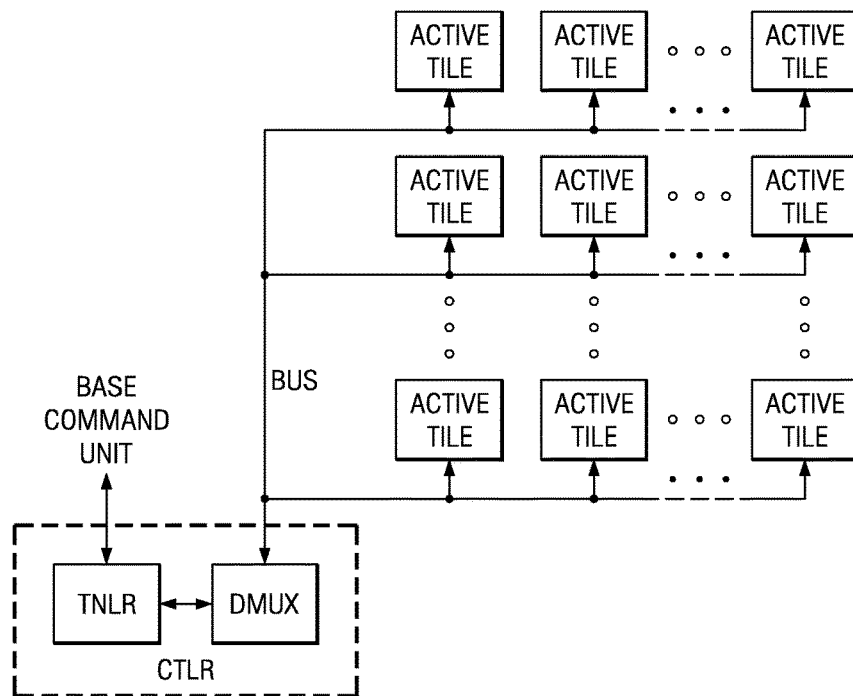 ACTIVE
TILE
ACTIVE
TILE
ACTIVE
TILE
ACTIVE
TILE
ACTIVE
TILE
ACTIVE
TILE
BUS
ACTIVE
TILE
ACTIVE
TILE
ACTIVE
TILE
BASE
COMMAND
UNIT
TNLR
DMUX
CTLR